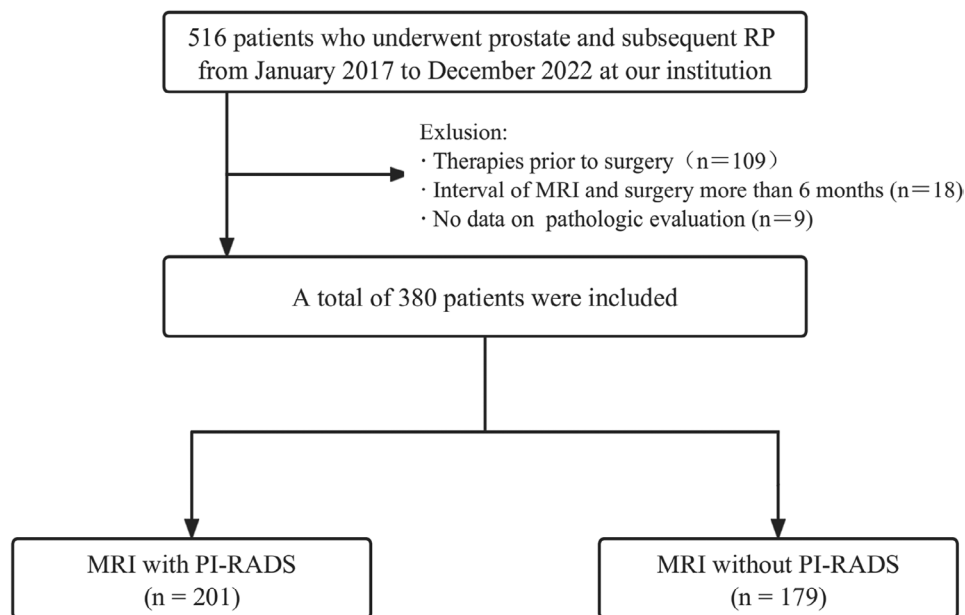 516 patients who underwent prostate and subsequent RP
from January 2017 to December 2022 at our institution
Exlusion:
· Therapies prior to surgery（n＝109）
· Interval of MRI and surgery more than 6 months (n＝18)
· No data on pathologic evaluation (n＝9)
A total of 380 patients were included
MRI with PI-RADS
(n = 201)
MRI without PI-RADS
(n = 179)